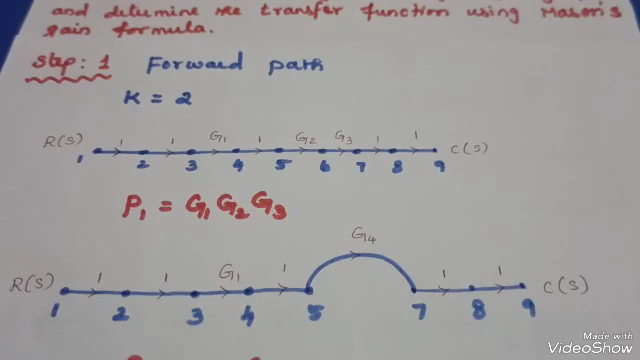 and determine the transfer function using Mason's
gain formula.
Step: 1 Forward path
K = 2
R(S) 1 1 G1 1 G2 G3 1 1 C(S)
1 2 3 4 5 6 7 8 9
P1 = G1 G2 G3
G4
R(S) 1 1 G1 1 1 1 C(S)
1 2 3 4 5 7 8 9
Made with
VideoShow